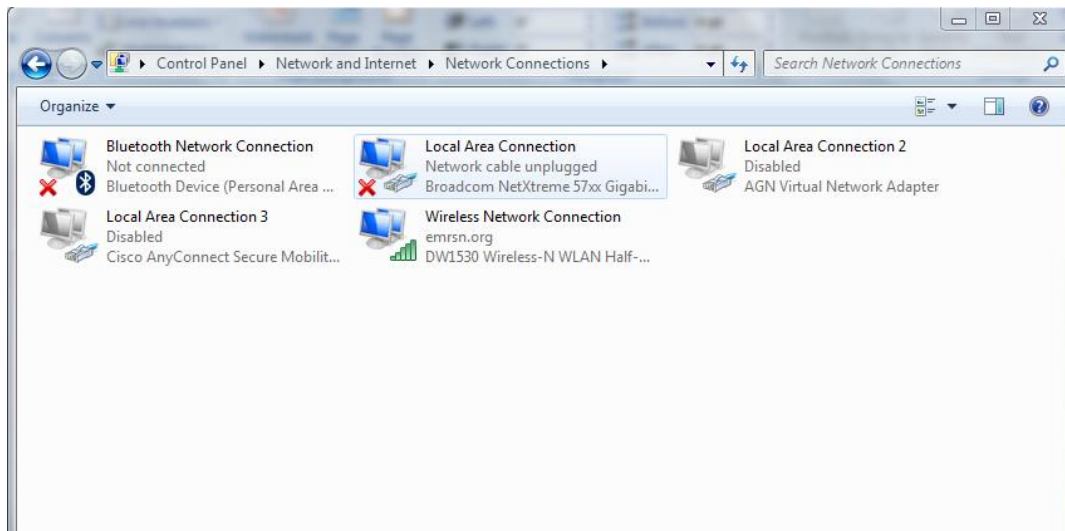 Control Panel ▸ Network and Internet ▸ Network Connections ▸
Search Network Connections
Organize
Bluetooth Network Connection
Not connected
Bluetooth Device (Personal Area ...
Local Area Connection
Network cable unplugged
Broadcom NetXtreme 57xx Gigabi...
Local Area Connection 2
Disabled
AGN Virtual Network Adapter
Local Area Connection 3
Disabled
Cisco AnyConnect Secure Mobilit...
Wireless Network Connection
emrsn.org
DW1530 Wireless-N WLAN Half-...